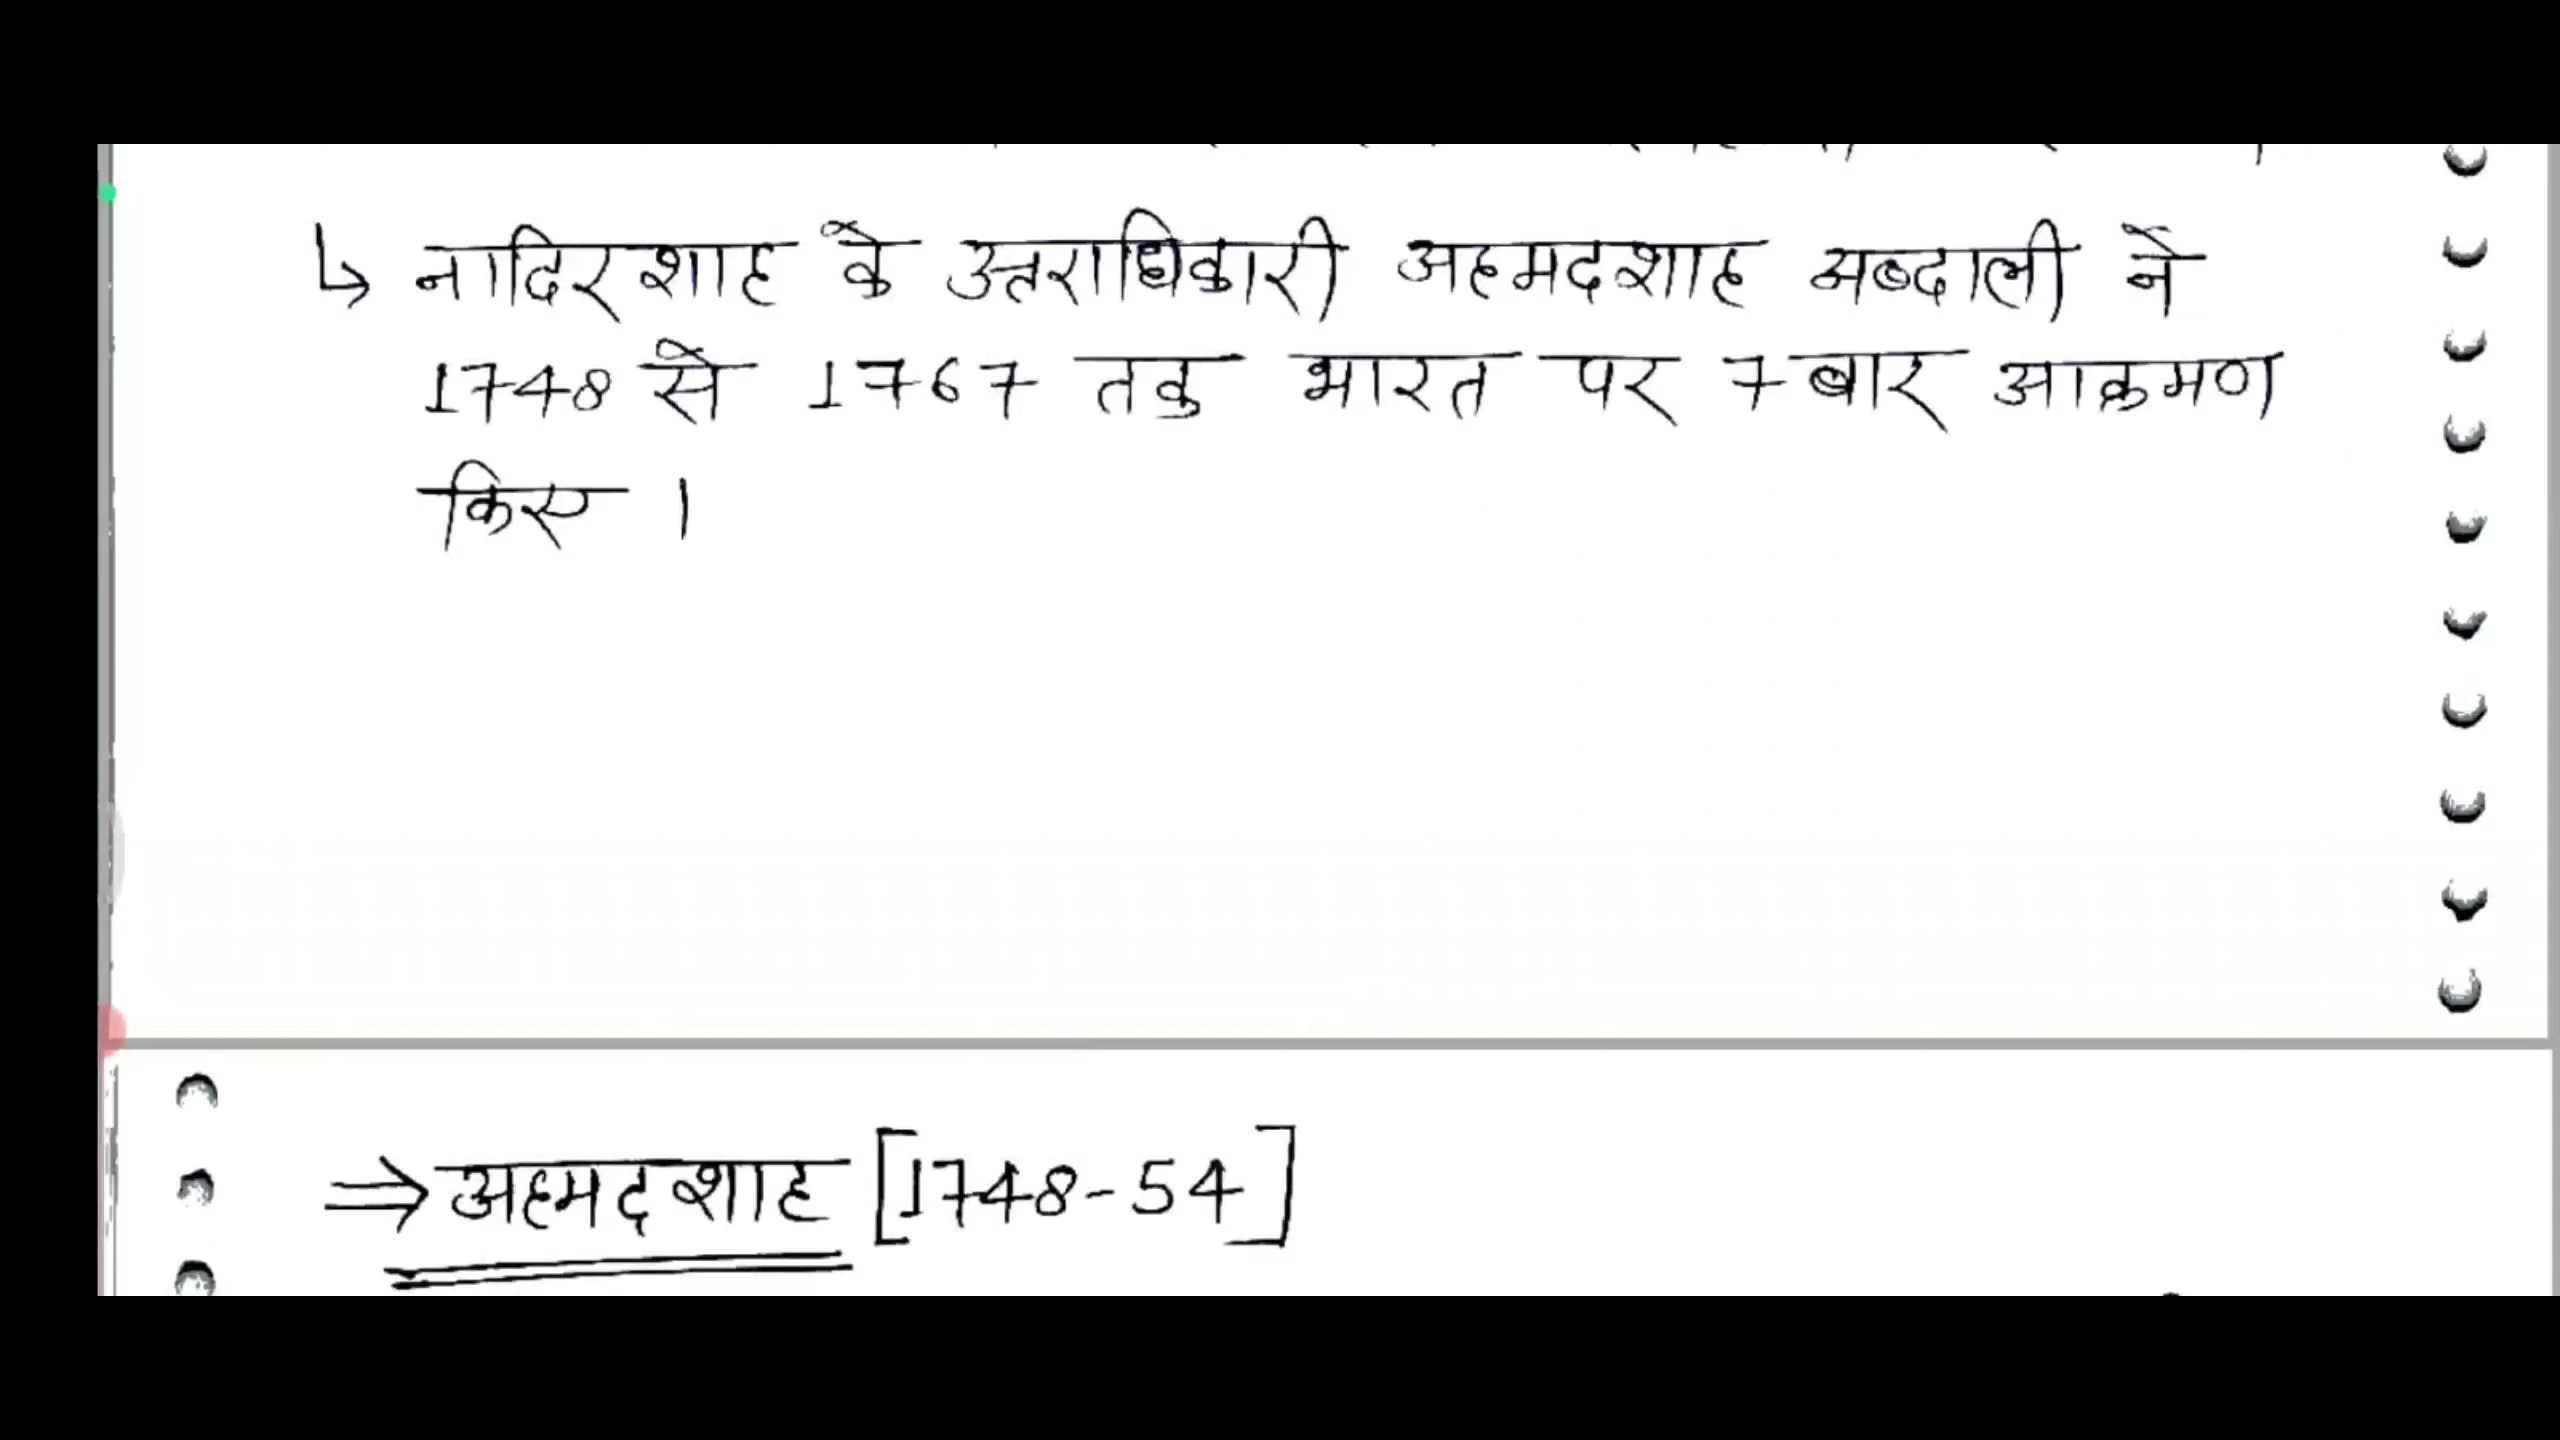 ↳ नादिरशाह के उत्तराधिकारी अहमदशाह अब्दाली ने
1748 से 1767 तक भारत पर 7 बार आक्रमण
किए ।
⇒ अहमदशाह [1748-54]